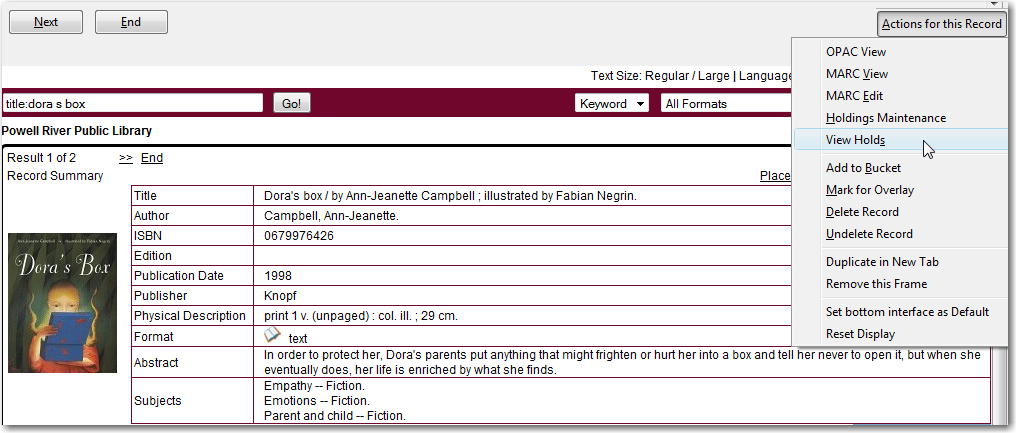 Next End Actions for this Record
OPAC View
Text Size: Regular / Large | Language
MARC View
MARC Edit
title:dora s box Go! Keyword All Formats
Holdings Maintenance
Powell River Public Library
View Holds
Result 1 of 2 >> End
Record Summary Place
Add to Bucket
Mark for Overlay
Delete Record
Undelete Record
Duplicate in New Tab
Remove this Frame
Set bottom interface as Default
Reset Display
Title Dora's box / by Ann-Jeanette Campbell ; illustrated by Fabian Negrin.
Author Campbell, Ann-Jeanette.
ISBN 0679976426
Edition
Publication Date 1998
Publisher Knopf
Physical Description print 1 v. (unpaged) : col. ill. ; 29 cm.
Format text
Abstract In order to protect her, Dora's parents put anything that might frighten or hurt her into a box and tell her never to open it, but when she
eventually does, her life is enriched by what she finds.
Subjects Empathy -- Fiction.
Emotions -- Fiction.
Parent and child -- Fiction.
Ann-Jeanette Campbell • illustrated by Fabian Negrin
Dora's Box